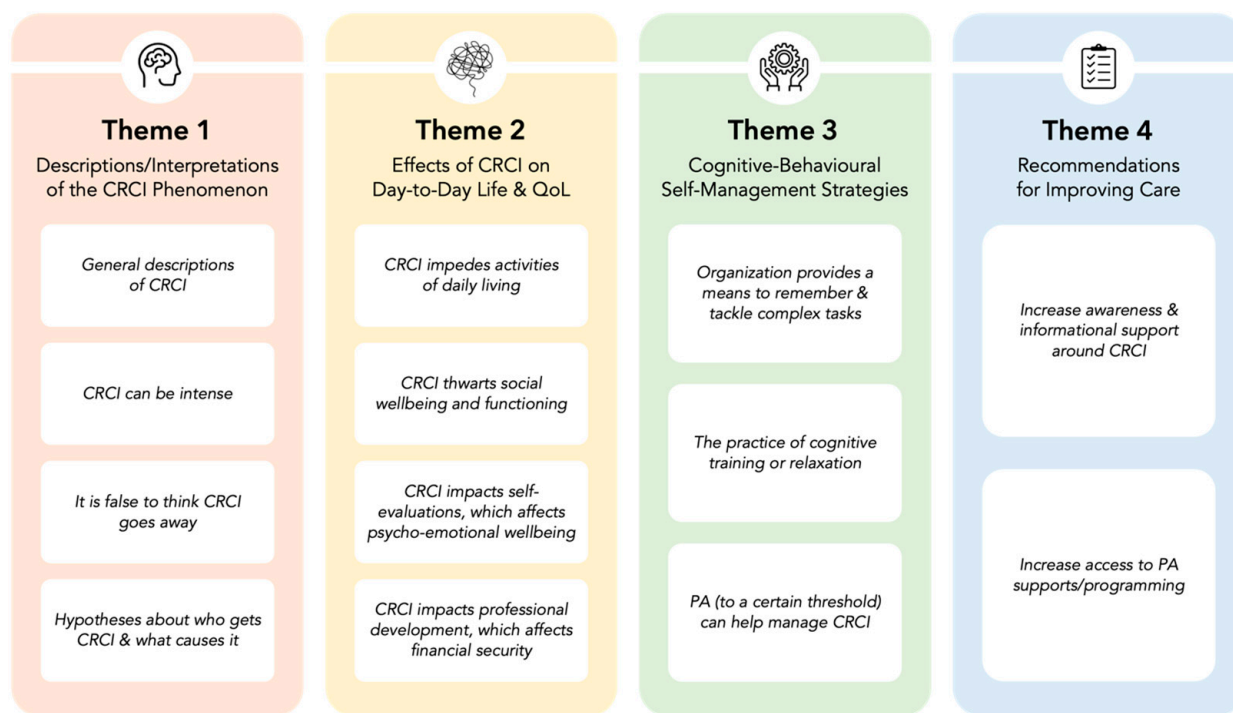 Theme 1
Descriptions/Interpretations
of the CRCI Phenomenon
General descriptions
of CRCI
CRCI can be intense
It is false to think CRCI
goes away
Hypotheses about who gets
CRCI & what causes it
Theme 2
Effects of CRCI on
Day-to-Day Life & QoL
CRCI impedes activities
of daily living
CRCI thwarts social
wellbeing and functioning
CRCI impacts self-
evaluations, which affects
psycho-emotional wellbeing
CRCI impacts professional
development, which affects
financial security
Theme 3
Cognitive-Behavioural
Self-Management Strategies
Organization provides a
means to remember &
tackle complex tasks
The practice of cognitive
training or relaxation
PA (to a certain threshold)
can help manage CRCI
Theme 4
Recommendations
for Improving Care
Increase awareness &
informational support
around CRCI
Increase access to PA
supports/programming